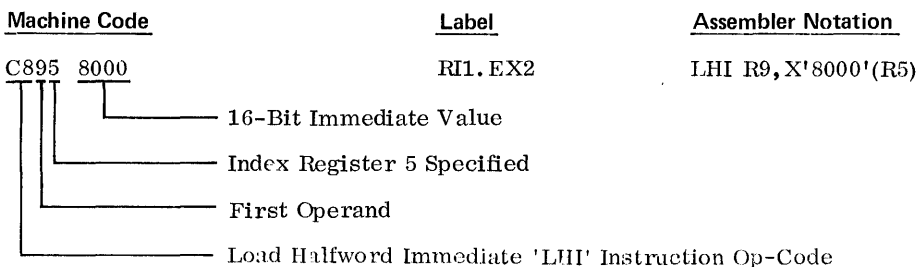 Machine Code Label Assembler Notation
C895 8000 RI1.EX2 LHI R9,X'8000'(R5)
16-Bit Immediate Value
Index Register 5 Specified
First Operand
Load Halfword Immediate 'LHI' Instruction Op-Code